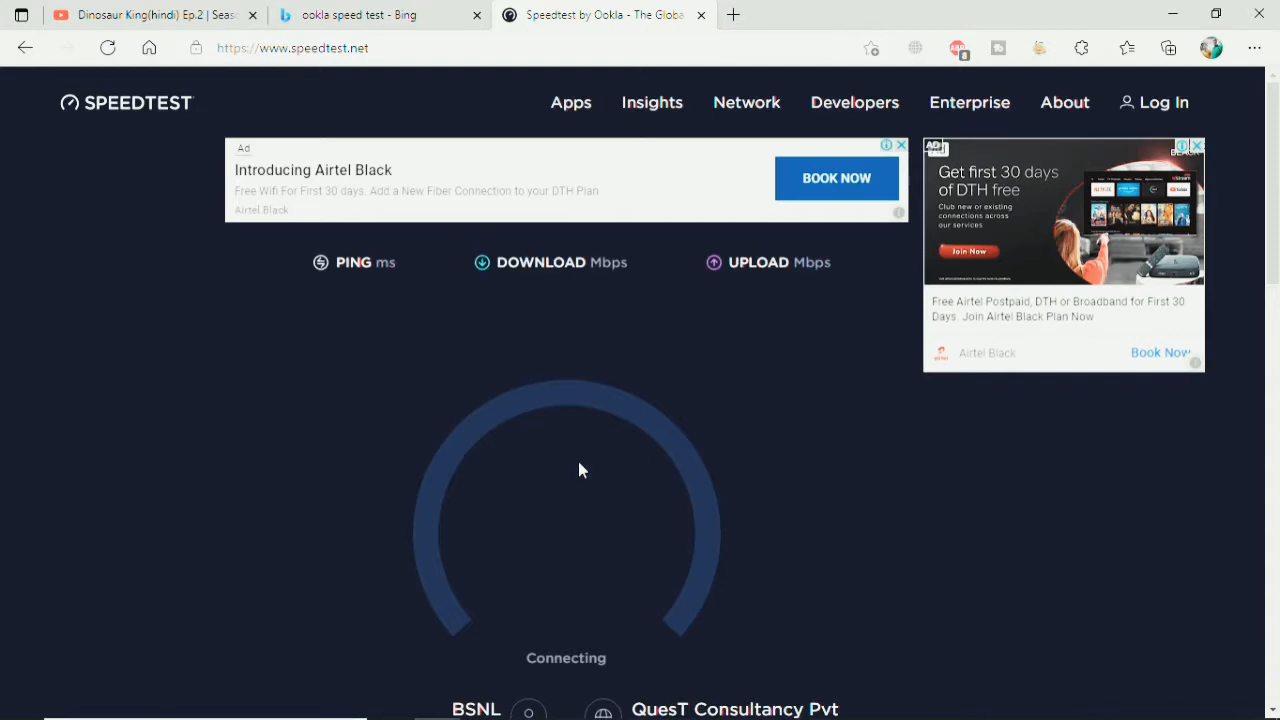 Dinosaur King(hindi) Ep.2 | Seas
ookla speed test - Bing
Speedtest by Ookla - The Globa
https://www.speedtest.net
8
SPEEDTEST
Apps
Insights
Network
Developers
Enterprise
About
Log In
Ad
Introducing Airtel Black
Free Wifi For First 30 days. Add a New Fiber Connection to your DTH Plan
Airtel Black
BOOK NOW
AD
Get first 30 days
of DTH free
Club new or existing
connections across
our services.
Join Now
Free Airtel Postpaid, DTH or Broadband for First 30
Days. Join Airtel Black Plan Now
airtel
Airtel Black
Book Now
PING ms
DOWNLOAD Mbps
UPLOAD Mbps
Connecting
BSNL
QuesT Consultancy Pvt